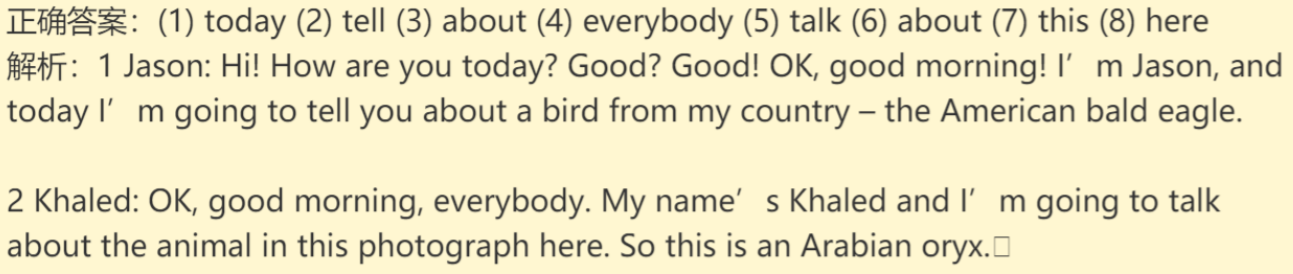 正确答案：(1) today (2) tell (3) about (4) everybody (5) talk (6) about (7) this (8) here
解析：1 Jason: Hi! How are you today? Good? Good! OK, good morning! I’m Jason, and
today I’m going to tell you about a bird from my country – the American bald eagle.
2 Khaled: OK, good morning, everybody. My name’s Khaled and I’m going to talk
about the animal in this photograph here. So this is an Arabian oryx.□